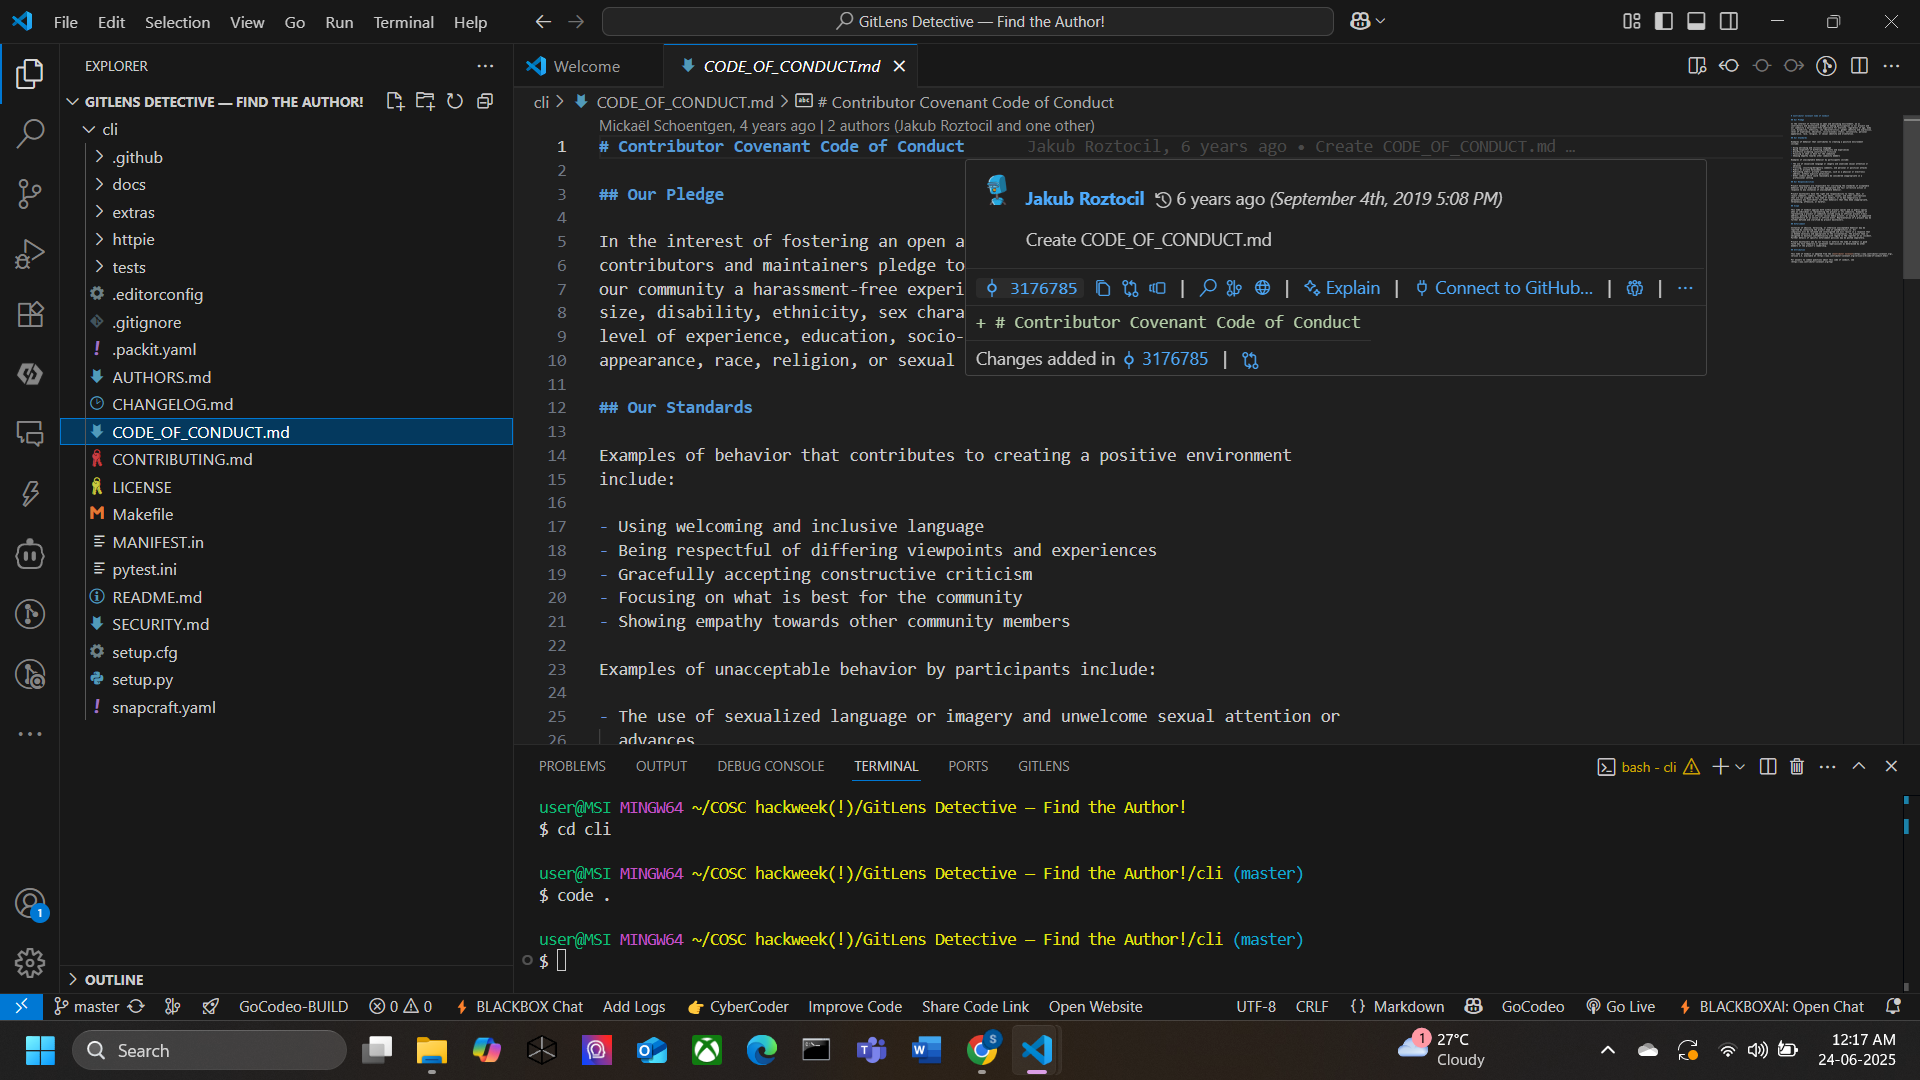 File Edit Selection View Go Run Terminal Help
GitLens Detective — Find the Author!
EXPLORER
GITLENS DETECTIVE — FIND THE AUTHOR!
cli
.github
docs
extras
httpie
tests
.editorconfig
.gitignore
.packit.yaml
AUTHORS.md
CHANGELOG.md
CODE_OF_CONDUCT.md
CONTRIBUTING.md
LICENSE
Makefile
MANIFEST.in
pytest.ini
README.md
SECURITY.md
setup.cfg
setup.py
snapcraft.yaml
OUTLINE
Welcome
CODE_OF_CONDUCT.md
cli > CODE_OF_CONDUCT.md > # Contributor Covenant Code of Conduct
Mickaël Schoentgen, 4 years ago | 2 authors (Jakub Roztocil and one other)
1 # Contributor Covenant Code of Conduct Jakub Roztocil, 6 years ago • Create CODE_OF_CONDUCT.md …
2
3 ## Our Pledge
4
5 In the interest of fostering an open a
6 contributors and maintainers pledge to
7 our community a harassment-free experi
8 size, disability, ethnicity, sex chara
9 level of experience, education, socio-
10 appearance, race, religion, or sexual
11
12 ## Our Standards
13
14 Examples of behavior that contributes to creating a positive environment
15 include:
16
17 - Using welcoming and inclusive language
18 - Being respectful of differing viewpoints and experiences
19 - Gracefully accepting constructive criticism
20 - Focusing on what is best for the community
21 - Showing empathy towards other community members
22
23 Examples of unacceptable behavior by participants include:
24
25 - The use of sexualized language or imagery and unwelcome sexual attention or
26 advances
Jakub Roztocil 6 years ago (September 4th, 2019 5:08 PM)
Create CODE_OF_CONDUCT.md
3176785 | | Explain | Connect to GitHub... | | ...
+ # Contributor Covenant Code of Conduct
Changes added in 3176785 |
PROBLEMS OUTPUT DEBUG CONSOLE TERMINAL PORTS GITLENS
bash - cli
user@MSI MINGW64 ~/COSC hackweek(!)/GitLens Detective — Find the Author!
$ cd cli
user@MSI MINGW64 ~/COSC hackweek(!)/GitLens Detective — Find the Author!/cli (master)
$ code .
user@MSI MINGW64 ~/COSC hackweek(!)/GitLens Detective — Find the Author!/cli (master)
$
1
master GoCodeo-BUILD 0 0 BLACKBOX Chat Add Logs CyberCoder Improve Code Share Code Link Open Website UTF-8 CRLF {} Markdown GoCodeo Go Live BLACKBOXAI: Open Chat
Search
S
1
27°C
Cloudy
12:17 AM
24-06-2025